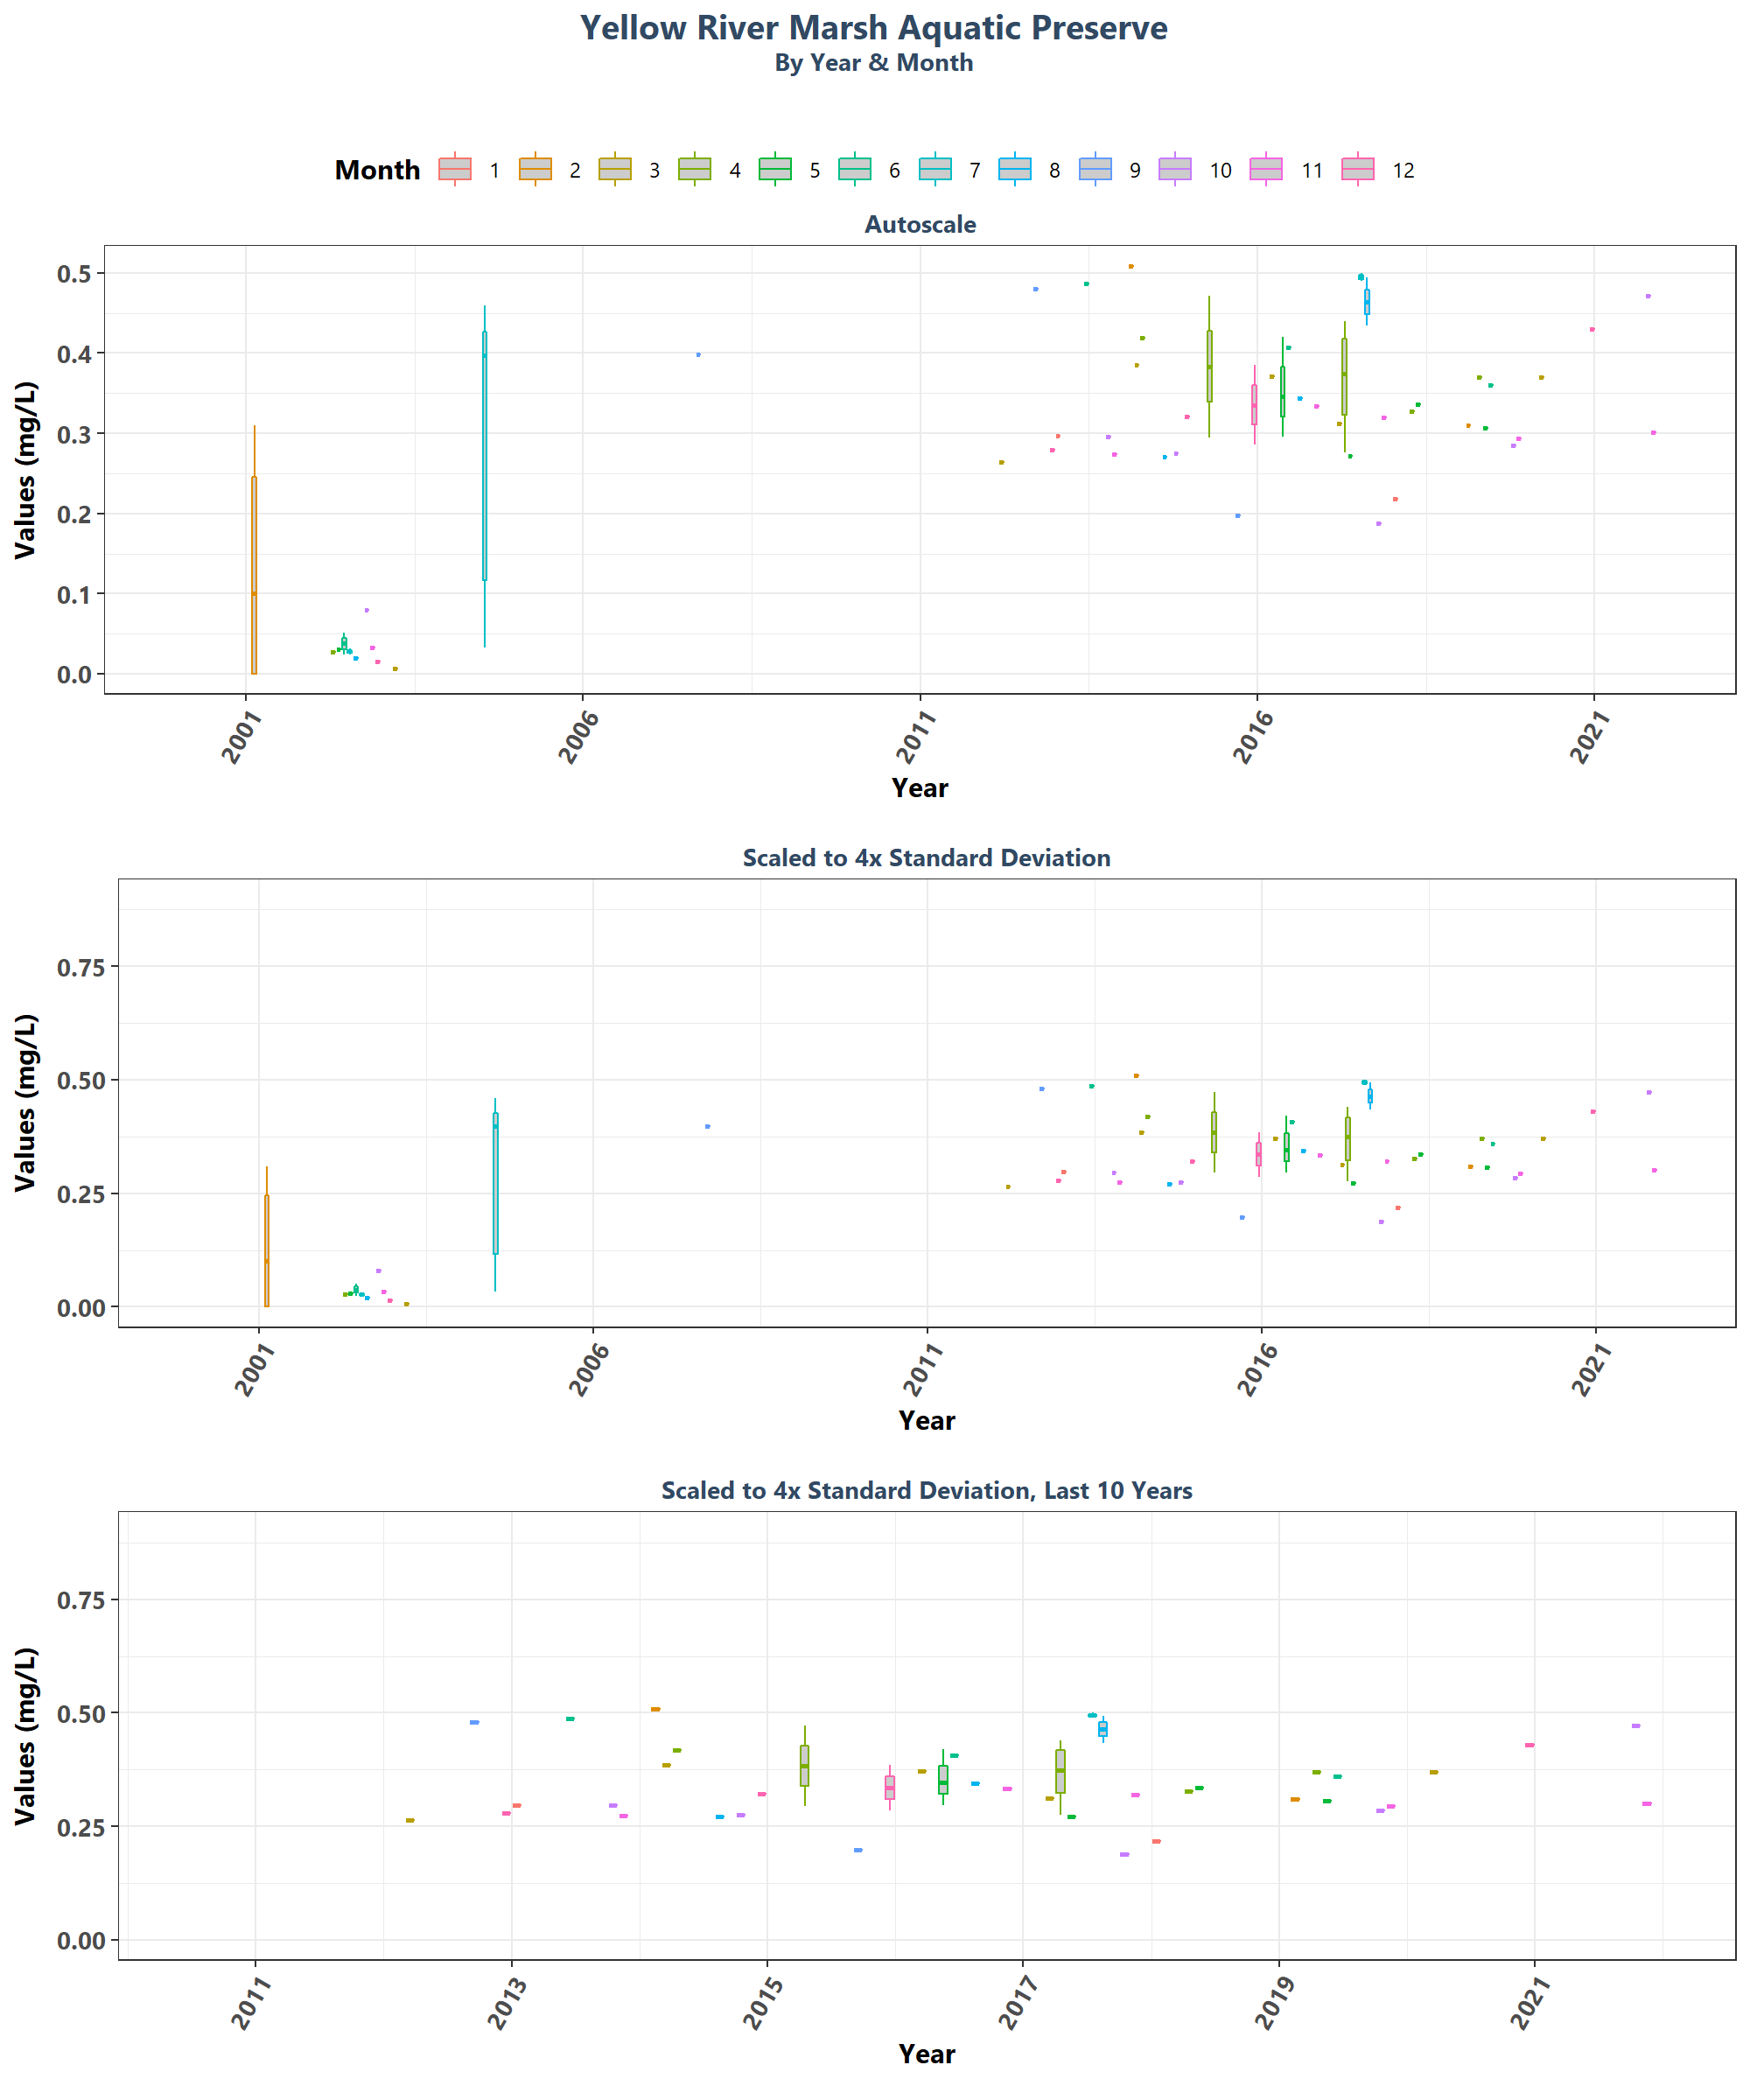 Yellow River Marsh Aquatic Preserve
By Year & Month
Month 1 2 3 4 5 6 7 8 9 10 11 12
Autoscale
Values (mg/L)
0.5
0.4
0.3
0.2
0.1
0.0
2001 2006 2011 2016 2021
Year
Scaled to 4x Standard Deviation
Values (mg/L)
0.75
0.50
0.25
0.00
2001 2006 2011 2016 2021
Year
Scaled to 4x Standard Deviation, Last 10 Years
Values (mg/L)
0.75
0.50
0.25
0.00
2011 2013 2015 2017 2019 2021
Year